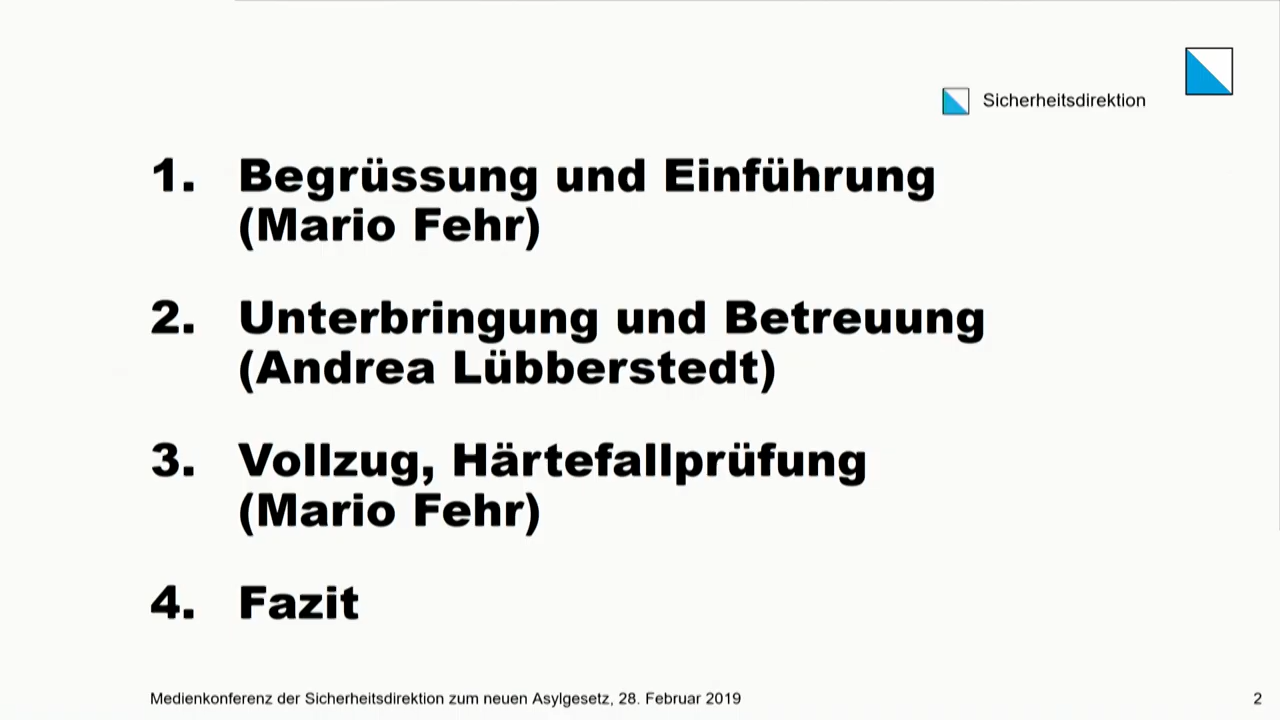 Sicherheitsdirektion
1. Begrüssung und Einführung
(Mario Fehr)
2. Unterbringung und Betreuung
(Andrea Lübberstedt)
3. Vollzug, Härtefallprüfung
(Mario Fehr)
4. Fazit
Medienkonferenz der Sicherheitsdirektion zum neuen Asylgesetz, 28. Februar 2019 2